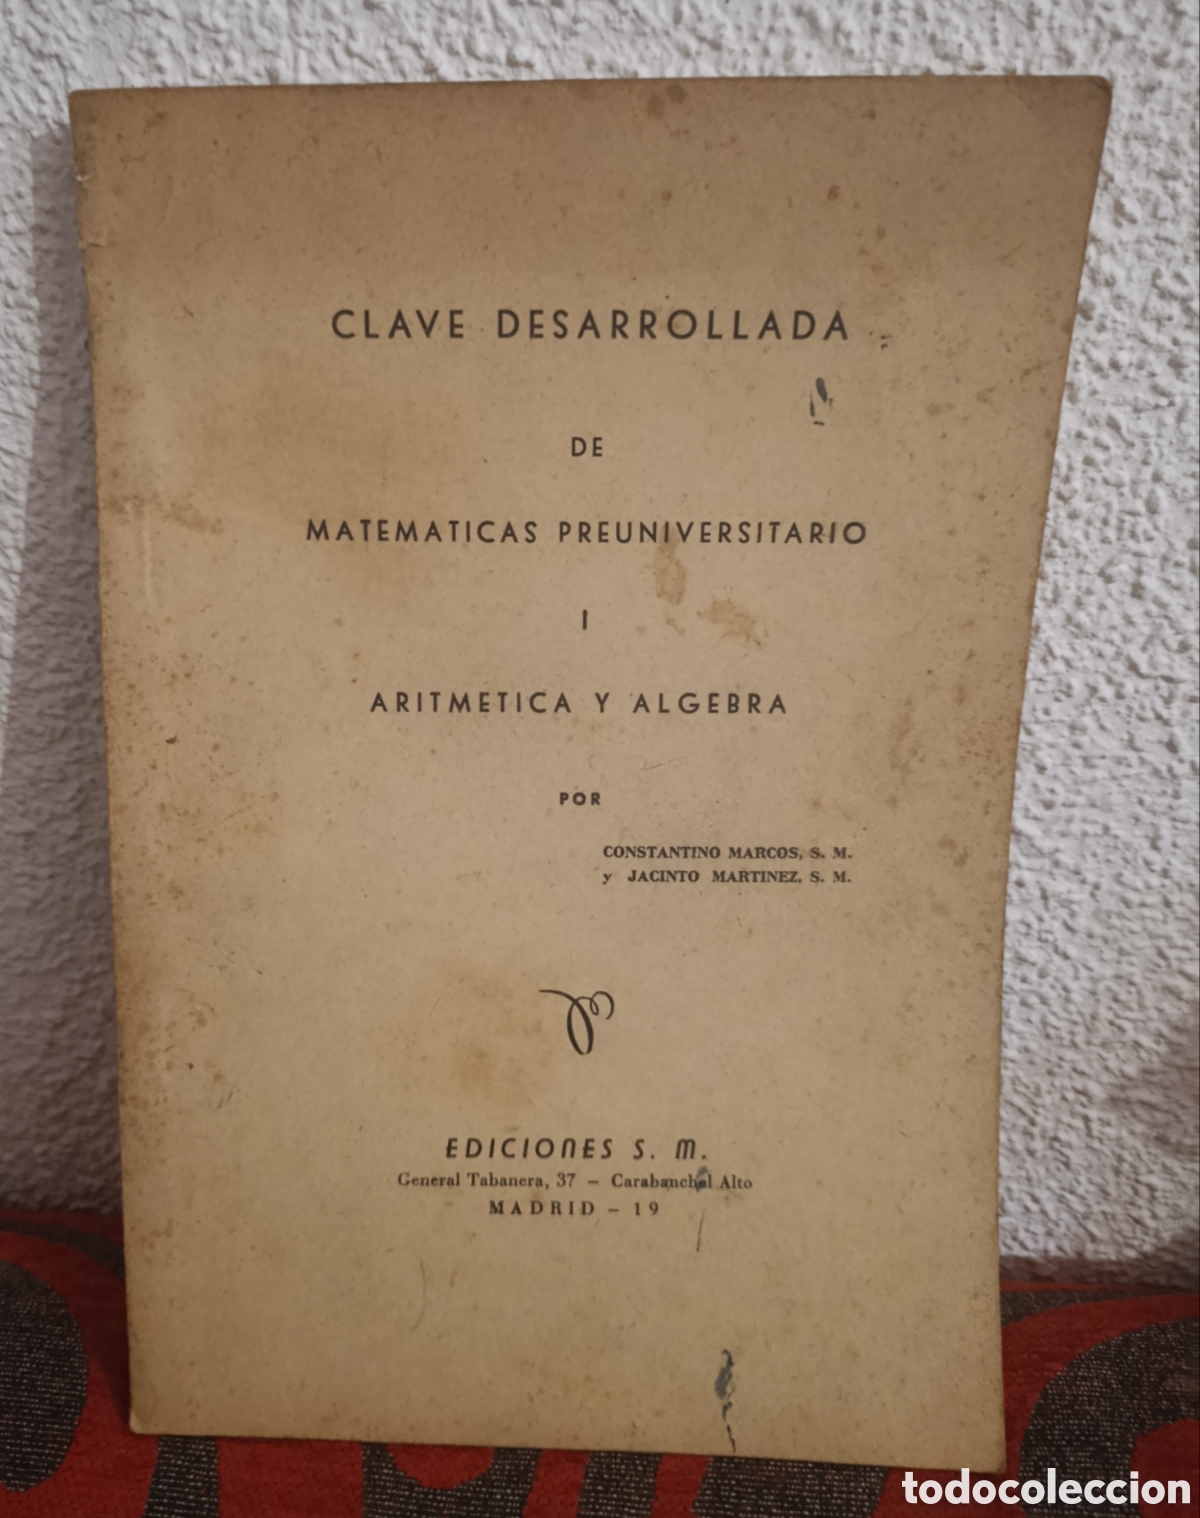 CLAVE DESARROLLADA
DE
MATEMATICAS PREUNIVERSITARIO
I
ARITMETICA Y ALGEBRA
POR
CONSTANTINO MARCOS, S. M.
y JACINTO MARTINEZ, S. M.
EDICIONES S. M.
General Tabanera, 37 - Carabanchel Alto
MADRID - 19
todocoleccion